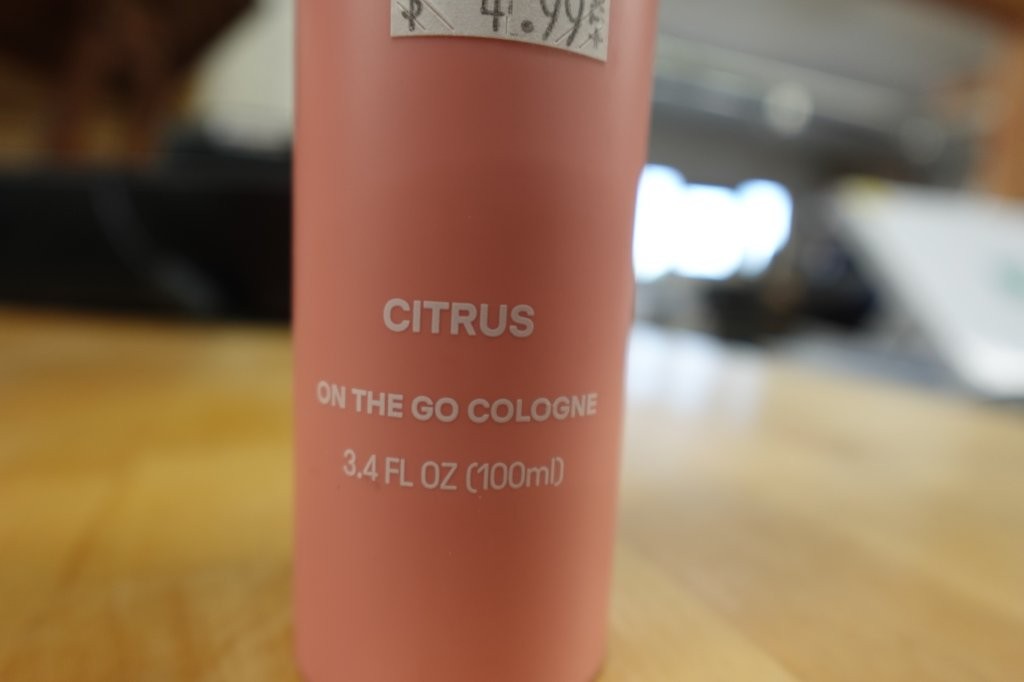 $ 4.99
CITRUS
ON THE GO COLOGNE
3.4 FL OZ (100ml)